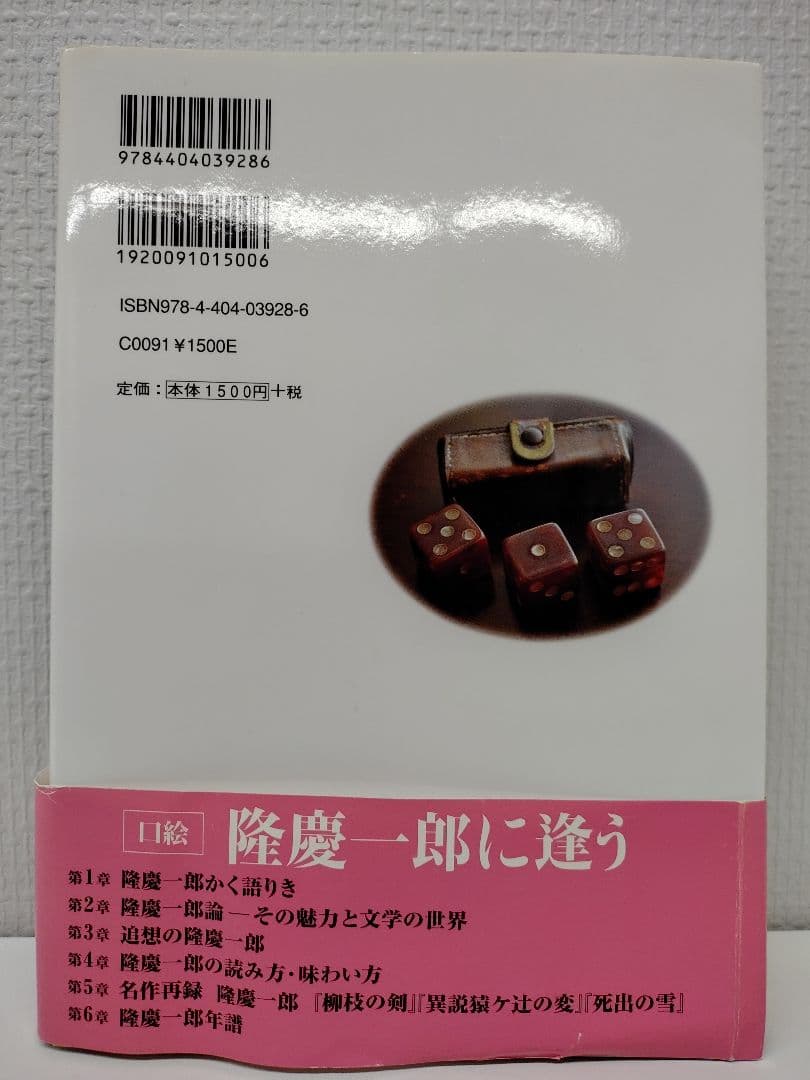 9784404039286
1920091015006
ISBN978-4-404-03928-6
C0091 ¥1500E
定価：本体1500円+税
口絵 隆慶一郎に逢う
第1章 隆慶一郎かく語りき
第2章 隆慶一郎論―その魅力と文学の世界
第3章 追想の隆慶一郎
第4章 隆慶一郎の読み方・味わい方
第5章 名作再録 隆慶一郎『柳枝の剣』『異説猿ケ辻の変』『死出の雪』
第6章 隆慶一郎年譜